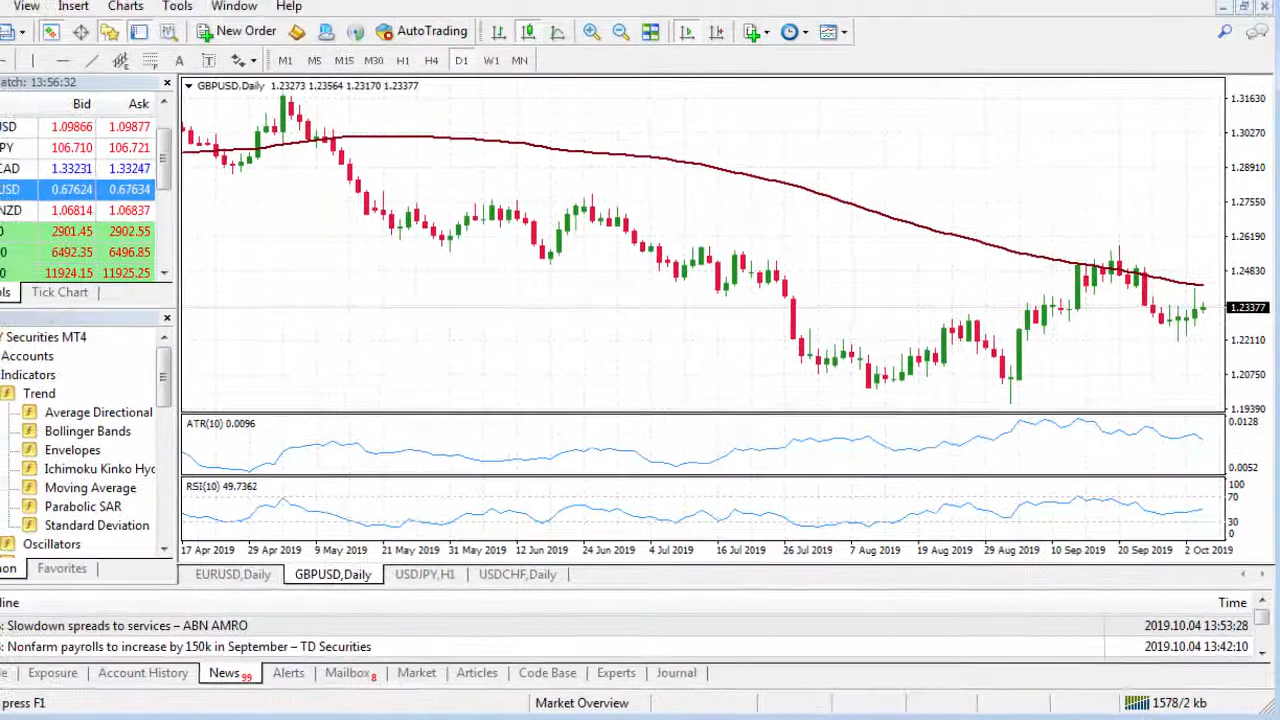 View Insert Charts Tools Window Help
New Order AutoTrading
A T M1 M5 M15 M30 H1 H4 D1 W1 MN
atch: 13:56:32
Bid Ask
SD 1.09866 1.09877
PY 106.710 106.721
CAD 1.33231 1.33247
USD 0.67624 0.67634
NZD 1.06814 1.06837
0 2901.45 2902.55
0 6492.35 6496.85
0 11924.15 11925.25
ols Tick Chart
Y Securities MT4
Accounts
Indicators
Trend
Average Directional
Bollinger Bands
Envelopes
Ichimoku Kinko Hyo
Moving Average
Parabolic SAR
Standard Deviation
Oscillators
mon Favorites
GBPUSD,Daily 1.23273 1.23564 1.23170 1.23377
1.31630
1.30270
1.28910
1.27550
1.26190
1.24830
1.23377
1.22110
1.20750
1.19390
ATR(10) 0.0096
0.0128
0.0052
RSI(10) 49.7362
100
70
30
0
17 Apr 2019 29 Apr 2019 9 May 2019 21 May 2019 31 May 2019 12 Jun 2019 24 Jun 2019 4 Jul 2019 16 Jul 2019 26 Jul 2019 7 Aug 2019 19 Aug 2019 29 Aug 2019 10 Sep 2019 20 Sep 2019 2 Oct 2019
EURUSD,Daily GBPUSD,Daily USDJPY,H1 USDCHF,Daily
line Time
: Slowdown spreads to services – ABN AMRO 2019.10.04 13:53:28
: Nonfarm payrolls to increase by 150k in September – TD Securities 2019.10.04 13:42:10
de Exposure Account History News 99 Alerts Mailbox 8 Market Articles Code Base Experts Journal
press F1 Market Overview 1578/2 kb